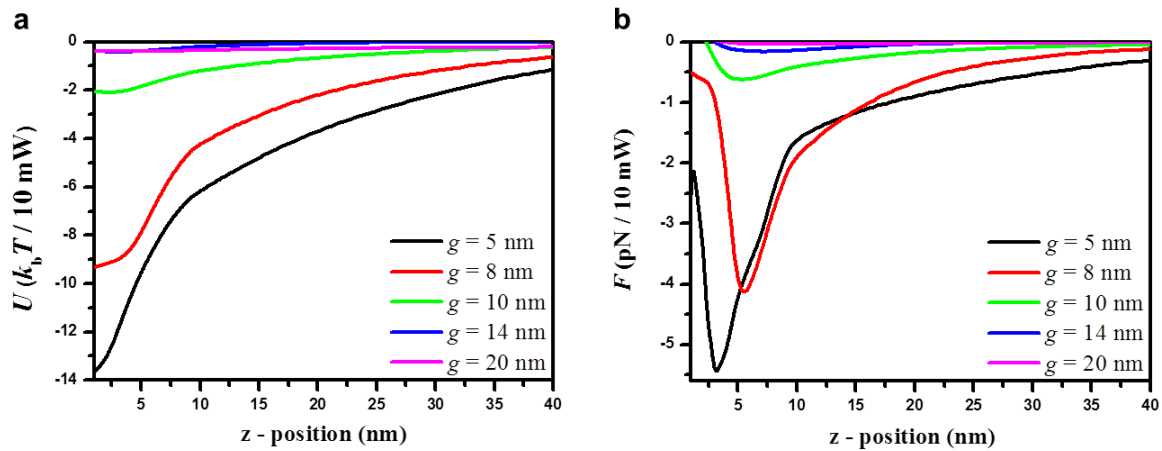 a
U (k_b T / 10 mW)
0
-2
-4
-6
-8
-10
-12
-14
5
10
15
20
25
30
35
40
z - position (nm)
g = 5 nm
g = 8 nm
g = 10 nm
g = 14 nm
g = 20 nm
b
F (pN / 10 mW)
0
-1
-2
-3
-4
-5
5
10
15
20
25
30
35
40
z - position (nm)
g = 5 nm
g = 8 nm
g = 10 nm
g = 14 nm
g = 20 nm